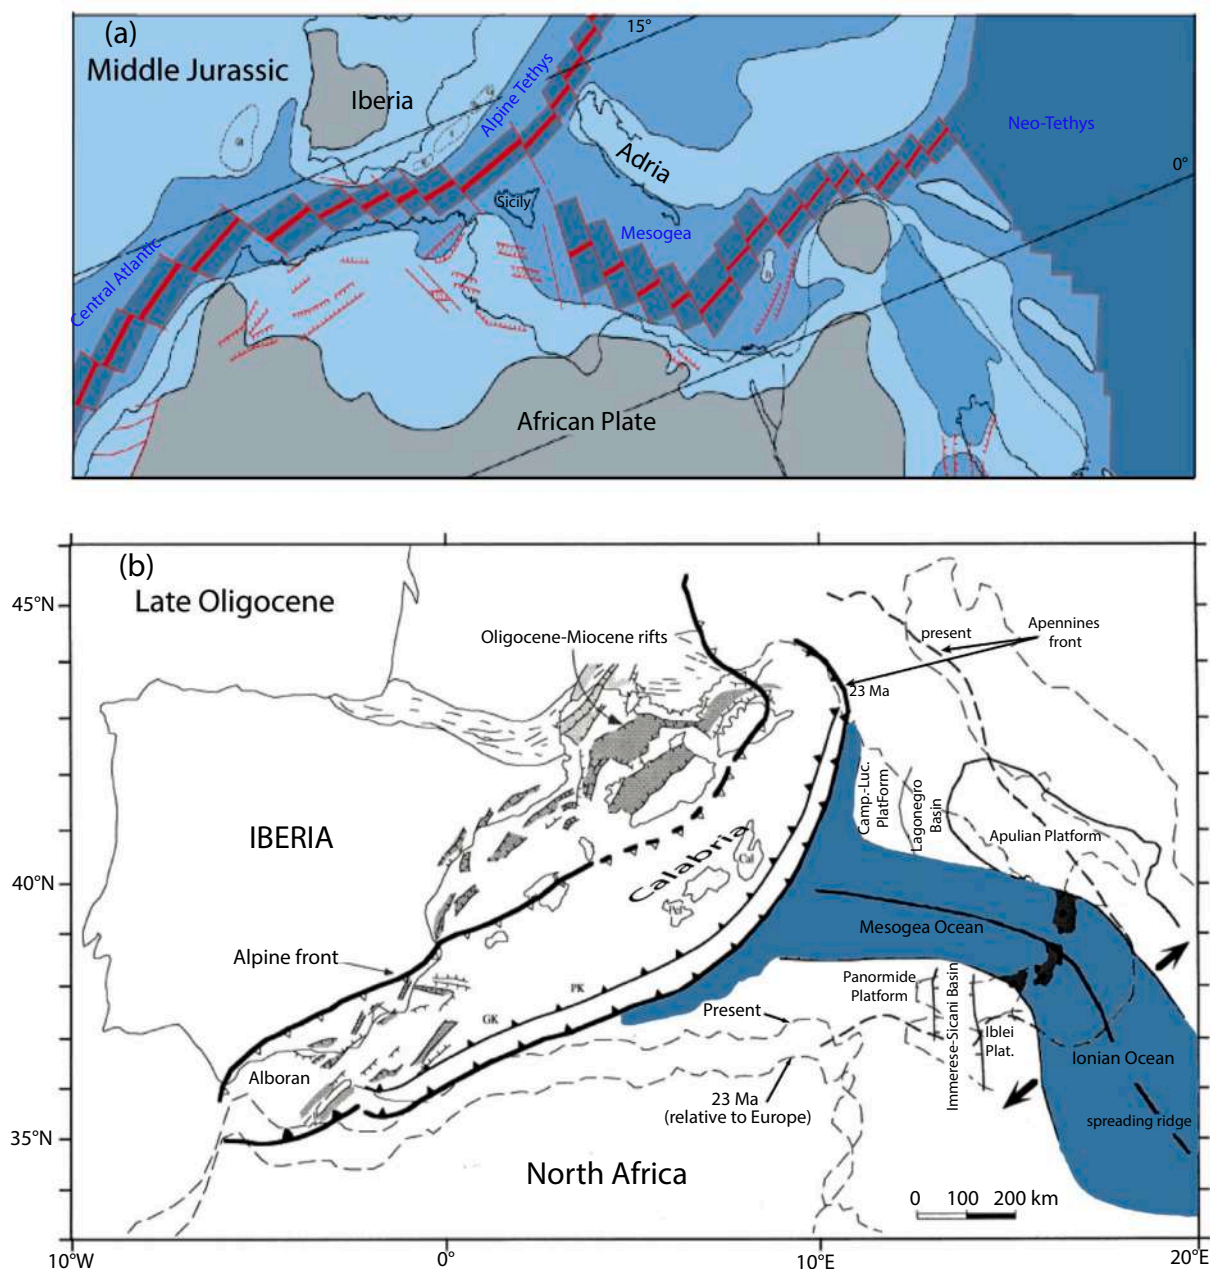 (a)
Middle Jurassic
15°
Iberia
Alpine Tethys
Adria
Neo-Tethys
0°
Sicily
Mesogea
Central Atlantic
African Plate
(b)
Late Oligocene
45°N
Oligocene-Miocene rifts
present
Apennines
front
23 Ma
Camp.-Luc.
PlatForm
Lagonegro
Basin
Apulian Platform
IBERIA
Calabria
Cal
Pel
40°N
Mesogea Ocean
Alpine front
Panormide
Platform
Immerese-Sicani Basin
PK
Present
GK
Iblei
Plat.
Ionian Ocean
Alboran
23 Ma
(relative to Europe)
spreading ridge
35°N
North Africa
0 100 200 km
10°W
0°
10°E
20°E